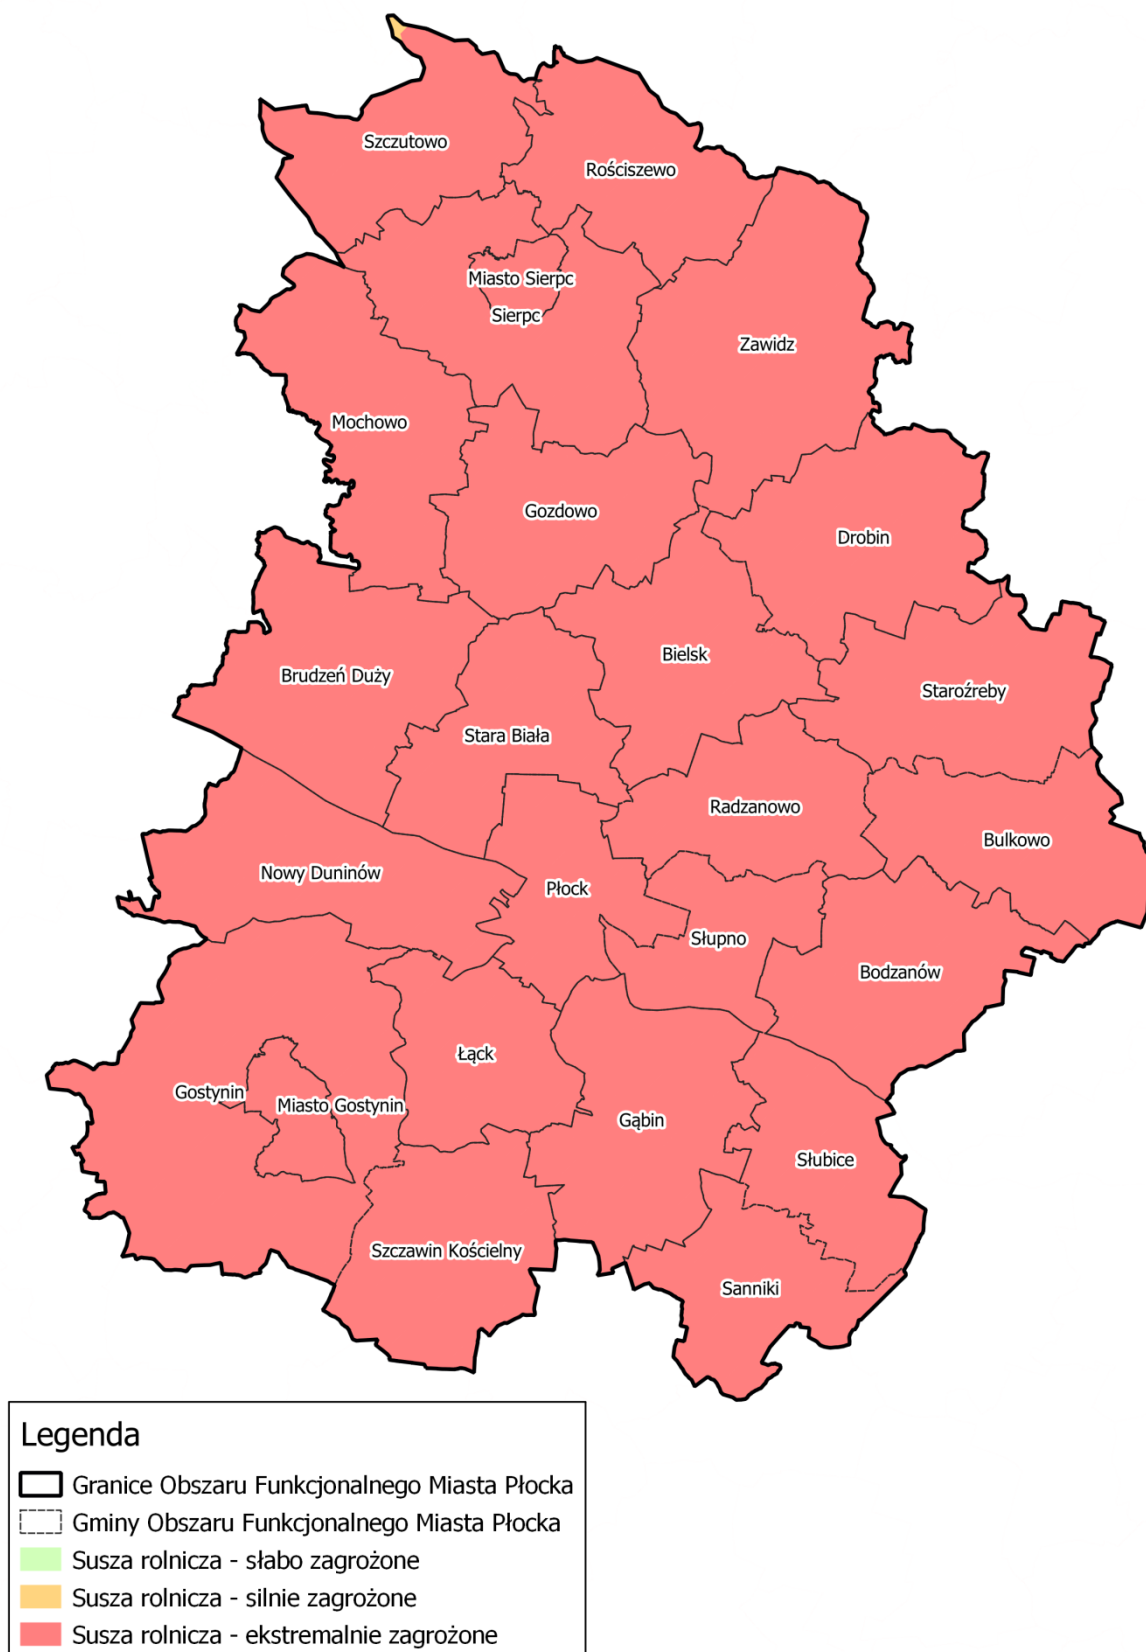 Szczutowo
Rościszewo
Miasto Sierpc
Sierpc
Zawidz
Mochowo
Gozdowo
Drobin
Bielsk
Brudzeń Duży
Staroźreby
Stara Biała
Radzanowo
Bulkowo
Nowy Duninów
Płock
Słupno
Bodzanów
Łąck
Gostynin
Miasto Gostynin
Gąbin
Słubice
Szczawin Kościelny
Sanniki
Legenda
Granice Obszaru Funkcjonalnego Miasta Płocka
Gminy Obszaru Funkcjonalnego Miasta Płocka
Susza rolnicza - słabo zagrożone
Susza rolnicza - silnie zagrożone
Susza rolnicza - ekstremalnie zagrożone